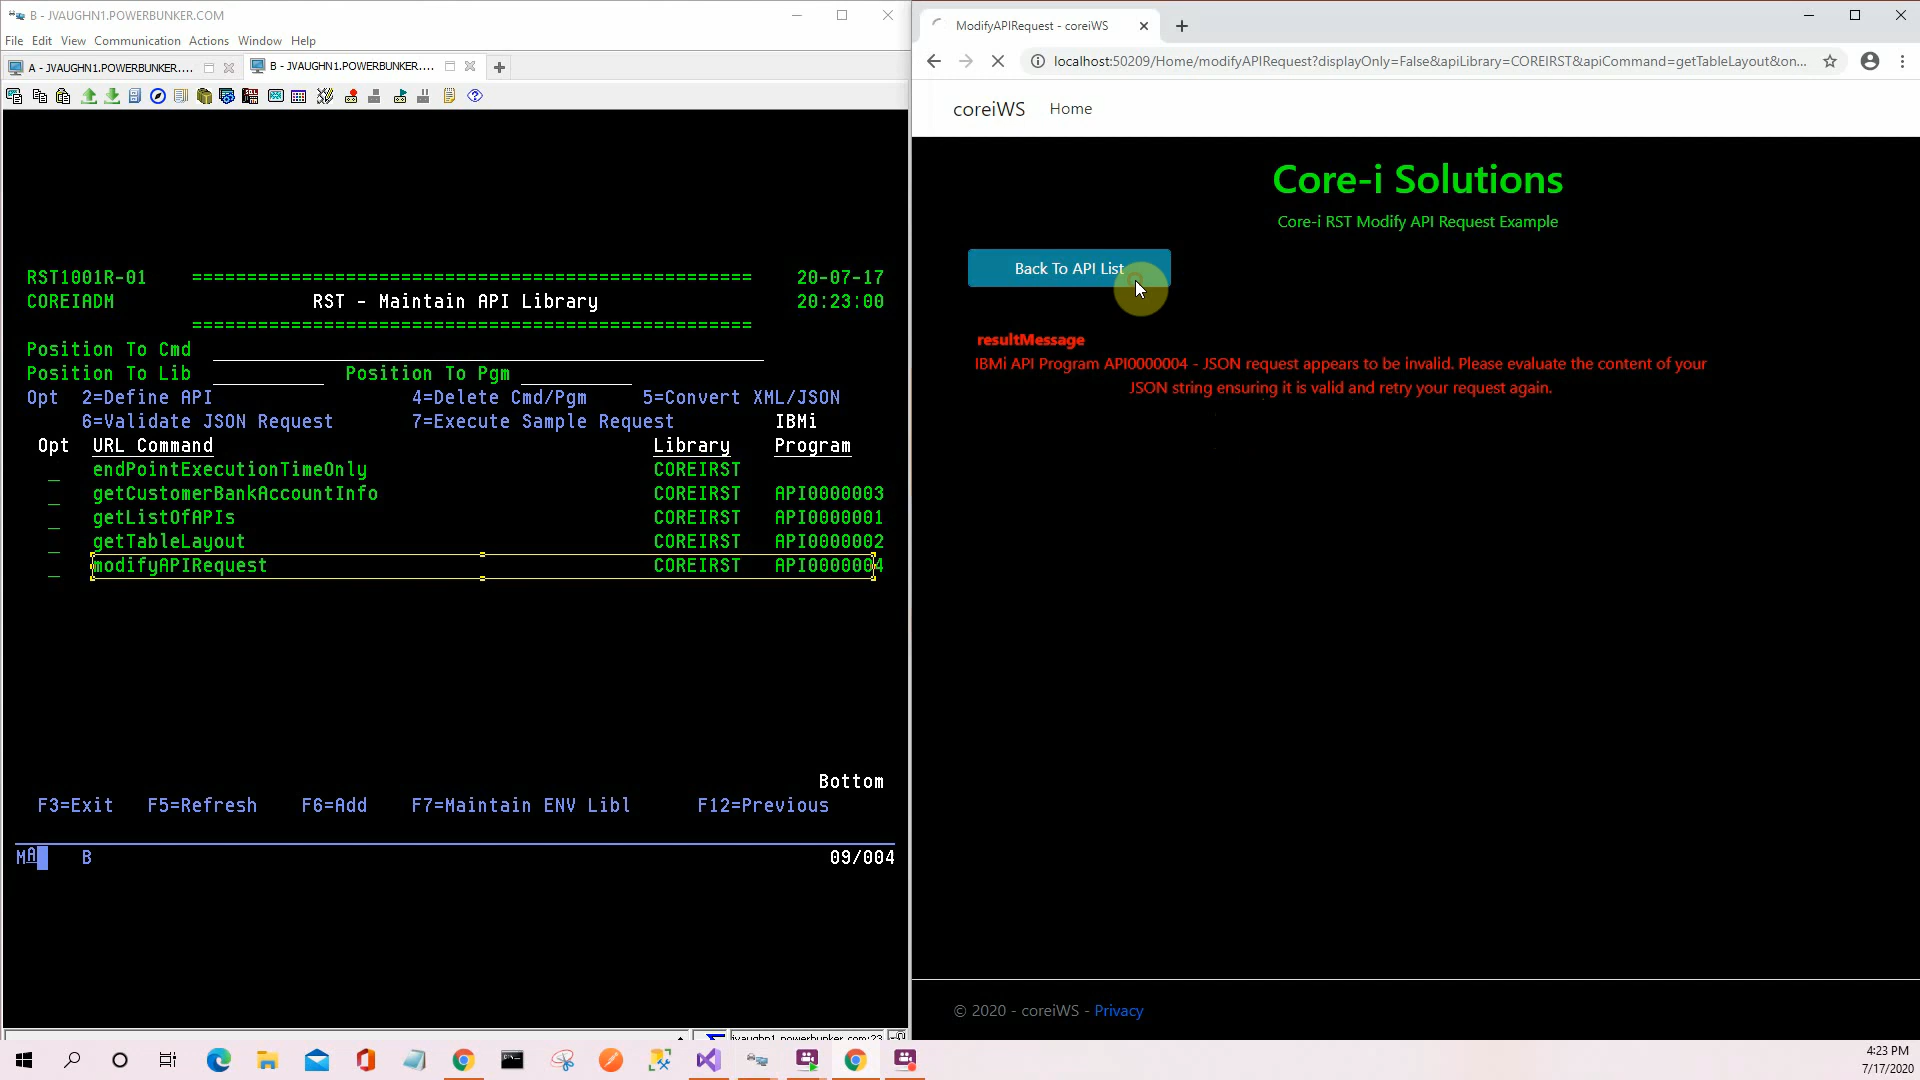 B - JVAUGHN1.POWERBUNKER.COM
File Edit View Communication Actions Window Help
A - JVAUGHN1.POWERBUNKER....
B - JVAUGHN1.POWERBUNKER....
RST1001R-01 =================================================== 20-07-17
COREIADM RST - Maintain API Library 20:23:00
===================================================
Position To Cmd
Position To Lib Position To Pgm
Opt 2=Define API 4=Delete Cmd/Pgm 5=Convert XML/JSON
6=Validate JSON Request 7=Execute Sample Request IBMi
Opt URL Command Library Program
endPointExecutionTimeOnly COREIRST
getCustomerBankAccountInfo COREIRST API0000003
getListOfAPIs COREIRST API0000001
getTableLayout COREIRST API0000002
modifyAPIRequest COREIRST API0000004
Bottom
F3=Exit F5=Refresh F6=Add F7=Maintain ENV Libl F12=Previous
MA B 09/004
jvaughn1.powerbunker.com:23
ModifyAPIRequest - coreiWS
localhost:50209/Home/modifyAPIRequest?displayOnly=False&apiLibrary=COREIRST&apiCommand=getTableLayout&on...
coreiWS Home
Core-i Solutions
Core-i RST Modify API Request Example
Back To API List
resultMessage
IBMi API Program API0000004 - JSON request appears to be invalid. Please evaluate the content of your
JSON string ensuring it is valid and retry your request again.
© 2020 - coreiWS - Privacy
4:23 PM
7/17/2020